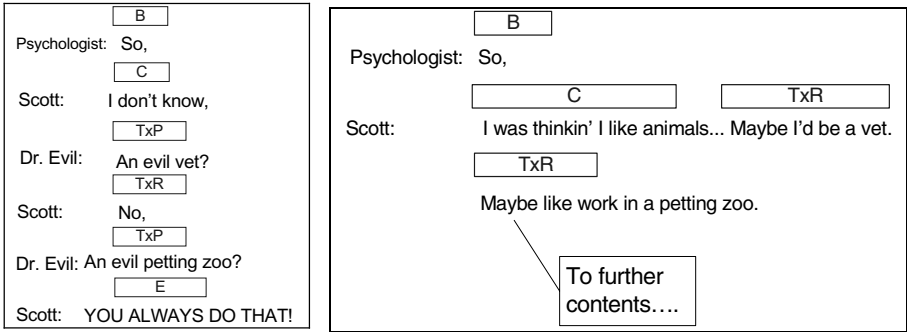 B
Psychologist: So,
C
Scott: I don't know,
TxP
Dr. Evil: An evil vet?
TxR
Scott: No,
TxP
Dr. Evil: An evil petting zoo?
E
Scott: YOU ALWAYS DO THAT!
B
Psychologist: So,
C TxR
Scott: I was thinkin' I like animals... Maybe I'd be a vet.
TxR
Maybe like work in a petting zoo.
To further
contents….